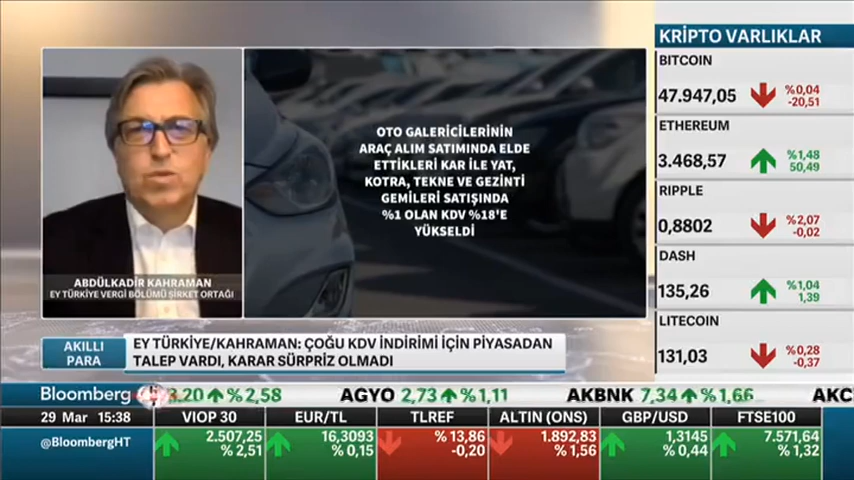 OTO GALERİCİLERİNİN
ARAÇ ALIM SATIMINDA ELDE
ETTİKLERİ KAR İLE YAT,
KOTRA, TEKNE VE GEZİNTİ
GEMİLERİ SATIŞINDA
%1 OLAN KDV %18'E
YÜKSELDİ
ABDÜLKADİR KAHRAMAN
EY TÜRKİYE VERGİ BÖLÜMÜ ŞİRKET ORTAĞI
AKILLI
PARA
EY TÜRKİYE/KAHRAMAN: ÇOĞU KDV İNDİRİMİ İÇİN PİYASADAN
TALEP VARDI, KARAR SÜRPRİZ OLMADI
KRİPTO VARLIKLAR
BITCOIN
47.947,05 %0,04
-20,51
ETHEREUM
3.468,57 %1,48
50,49
RIPPLE
0,8802 %2,07
-0,02
DASH
135,26 %1,04
1,39
LITECOIN
131,03 %0,28
-0,37
Bloomberg 3.20 %2,58 AGYO 2,73 %1,11 AKBNK 7,34 %1,66 AKC
29 Mar 15:38 VIOP 30 EUR/TL TLREF ALTIN (ONS) GBP/USD FTSE100
@BloombergHT 2.507,25 16,3093 %13,86 1.892,83 1,3145 7.571,64
%2,51 %0,15 -0,20 %1,56 %0,44 %1,32